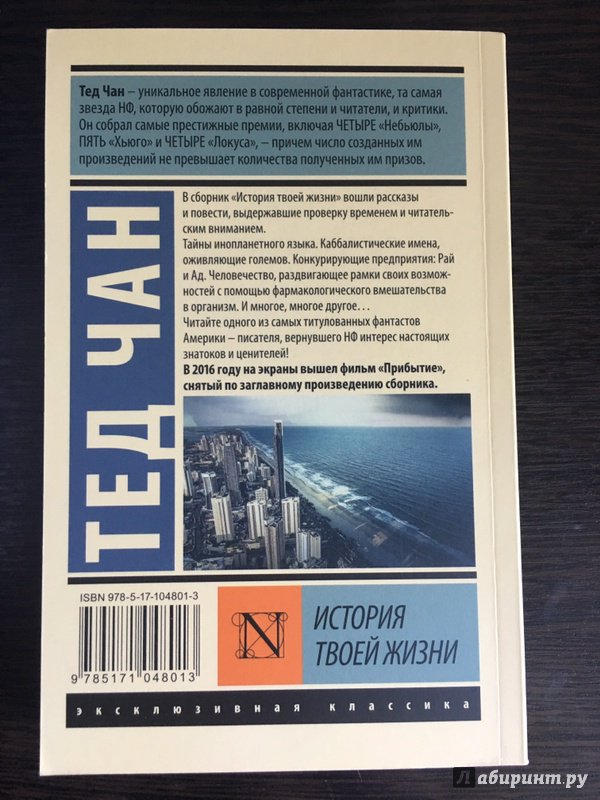 Тед Чан – уникальное явление в современной фантастике, та самая
звезда НФ, которую обожают в равной степени и читатели, и критики.
Он собрал самые престижные премии, включая ЧЕТЫРЕ «Небьюлы»,
ПЯТЬ «Хьюго» и ЧЕТЫРЕ «Локуса», – причем число созданных им
произведений не превышает количества полученных им призов.
ТЕД ЧАН
В сборник «История твоей жизни» вошли рассказы
и повести, выдержавшие проверку временем и читатель-
ским вниманием.
Тайны инопланетного языка. Каббалистические имена,
оживляющие големов. Конкурирующие предприятия: Рай
и Ад. Человечество, раздвигающее рамки своих возмож-
ностей с помощью фармакологического вмешательства
в организм. И многое, многое другое…
Читайте одного из самых титулованных фантастов
Америки – писателя, вернувшего НФ интерес настоящих
знатоков и ценителей!
В 2016 году на экраны вышел фильм «Прибытие»,
снятый по заглавному произведению сборника.
ISBN 978-5-17-104801-3
9 785171 048013
N
ИСТОРИЯ
ТВОЕЙ ЖИЗНИ
эксклюзивная классика
Лабиринт.ру